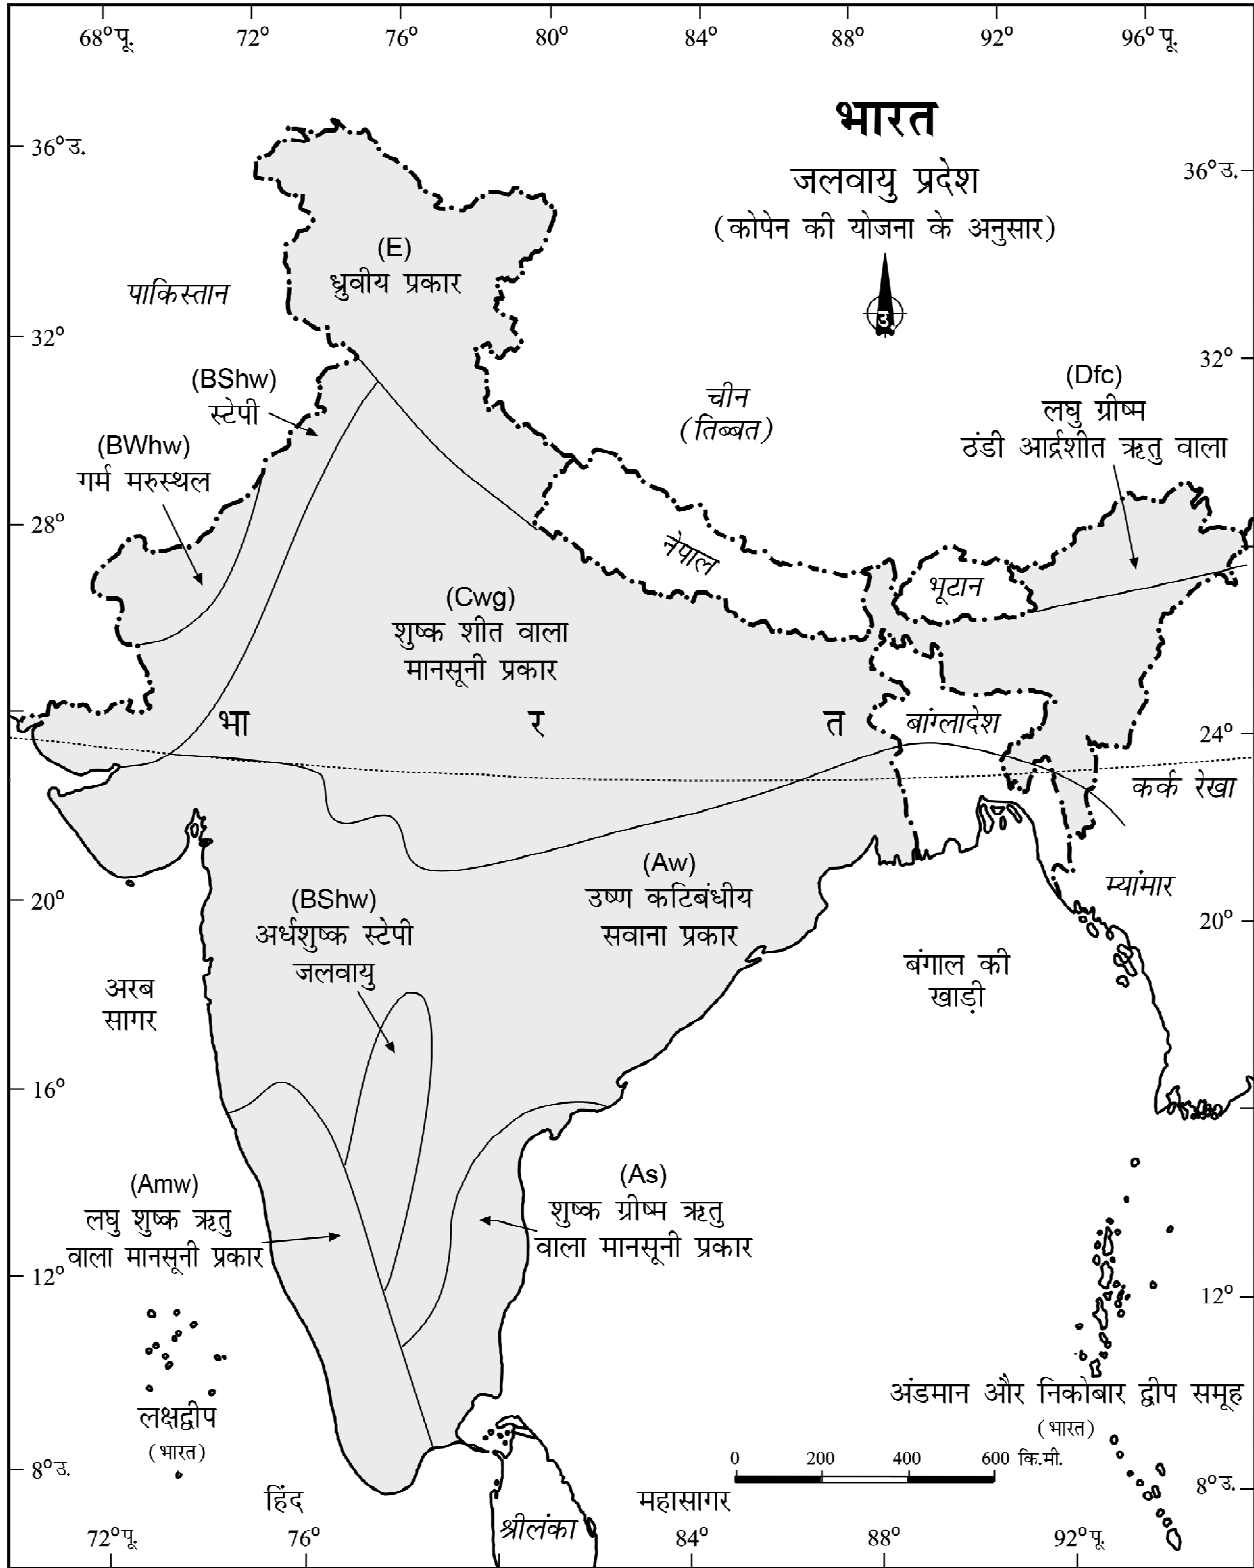 68°पू.
72°
76°
80°
84°
88°
92°
96°पू.
भारत
जलवायु प्रदेश
(कोपेन की योजना के अनुसार)
उ
36°उ.
36°उ.
(E)
ध्रुवीय प्रकार
पाकिस्तान
32°
32°
(BShw)
स्टेपी
चीन
(तिब्बत)
(Dfc)
लघु ग्रीष्म
ठंडी आर्द्रशीत ऋतु वाला
(BWhw)
गर्म मरुस्थल
28°
नेपाल
भूटान
(Cwg)
शुष्क शीत वाला
मानसूनी प्रकार
भा र त
बांग्लादेश
24°
कर्क रेखा
(Aw)
उष्ण कटिबंधीय
सवाना प्रकार
म्यांमार
20°
20°
(BShw)
अर्धशुष्क स्टेपी
जलवायु
अरब
सागर
बंगाल की
खाड़ी
16°
(Amw)
लघु शुष्क ऋतु
वाला मानसूनी प्रकार
(As)
शुष्क ग्रीष्म ऋतु
वाला मानसूनी प्रकार
12°
12°
लक्षद्वीप
(भारत)
अंडमान और निकोबार द्वीप समूह
(भारत)
0 200 400 600 कि.मी.
8°उ.
8°उ.
हिंद
महासागर
श्रीलंका
72°पू.
76°
84°
88°
92°पू.